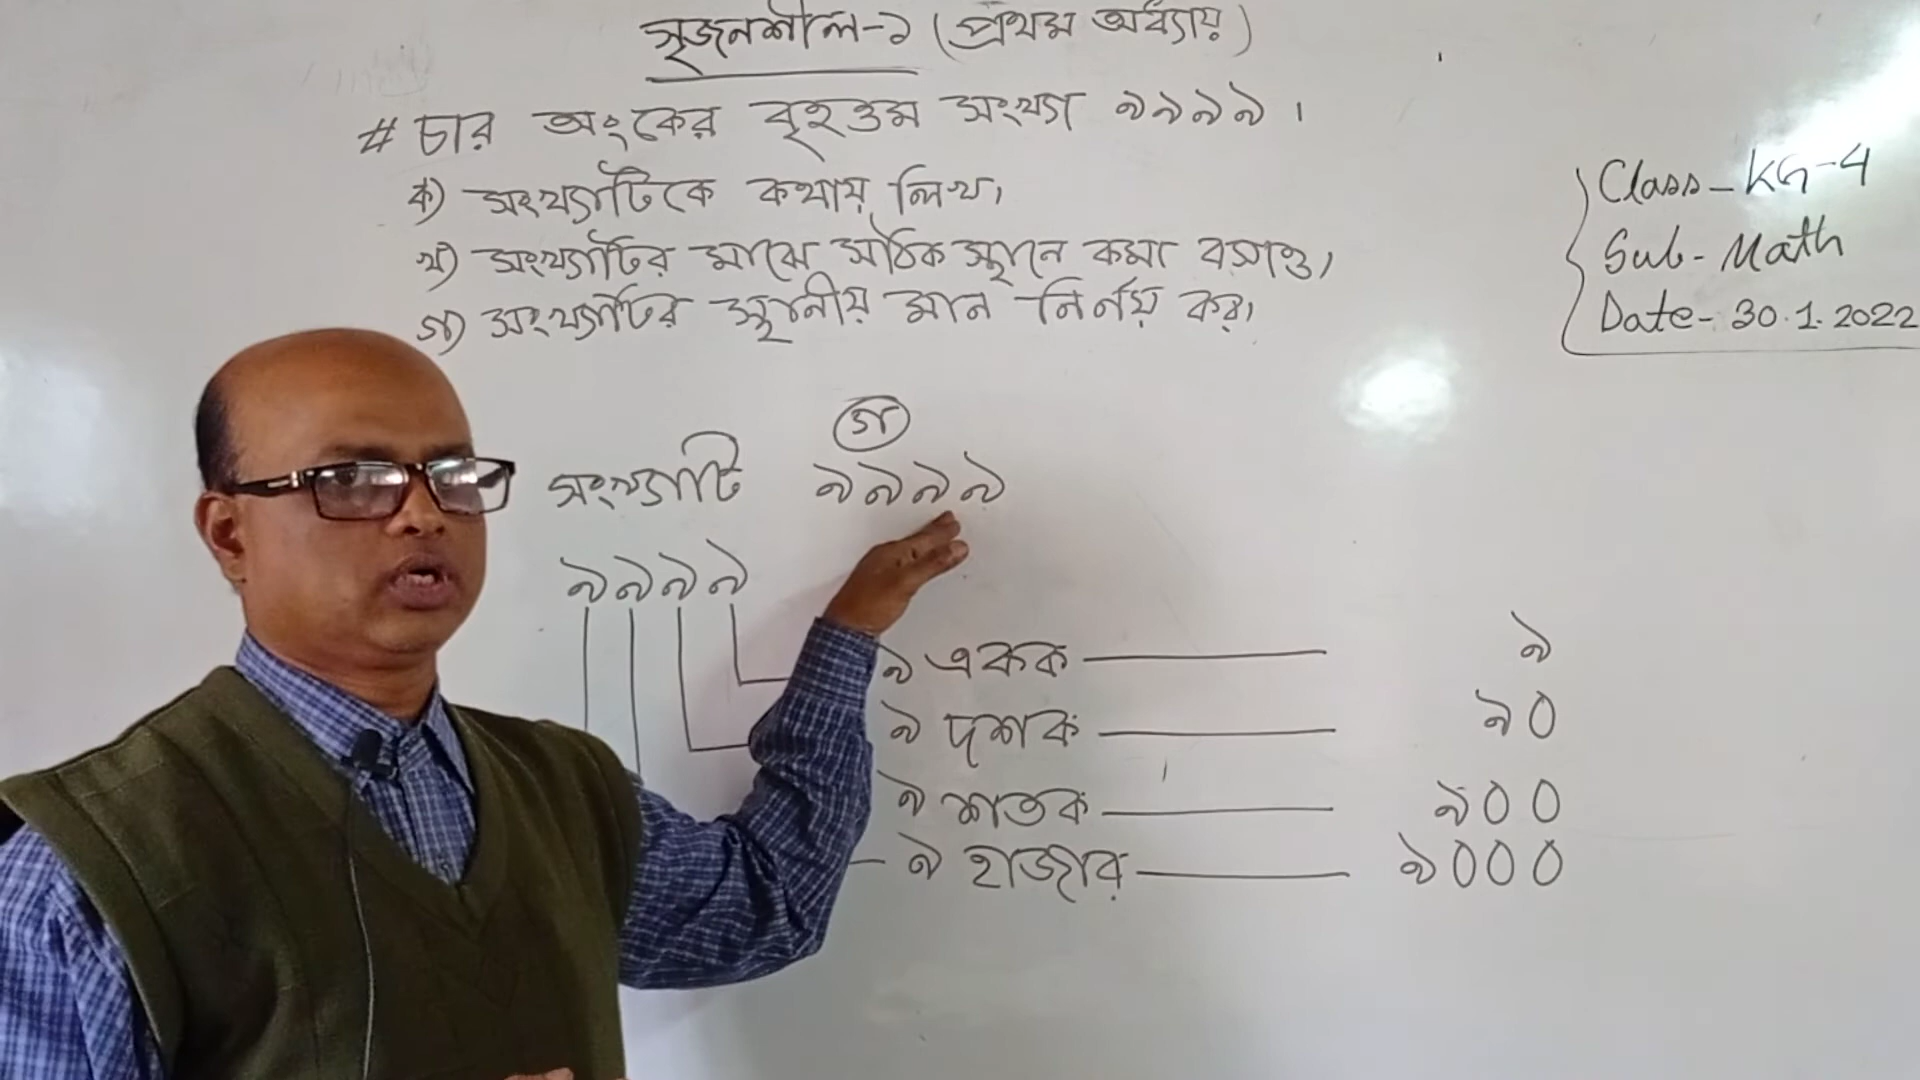 সৃজনশীল-১ (প্রথম অধ্যায়)
# চার অংকের বৃহত্তম সংখ্যা ৯৯৯৯।
ক) সংখ্যাটিকে কথায় লিখ।
খ) সংখ্যাটির মাঝে সঠিক স্থানে কমা বসাও।
গ) সংখ্যাটির স্থানীয় মান নির্ণয় কর।
Class - KG-4
Sub - Math
Date - 30.1.2022
গ
সংখ্যাটি ৯৯৯৯
৯৯৯৯
৯ একক ৯
৯ দশক ৯০
৯ শতক ৯০০
৯ হাজার ৯০০০